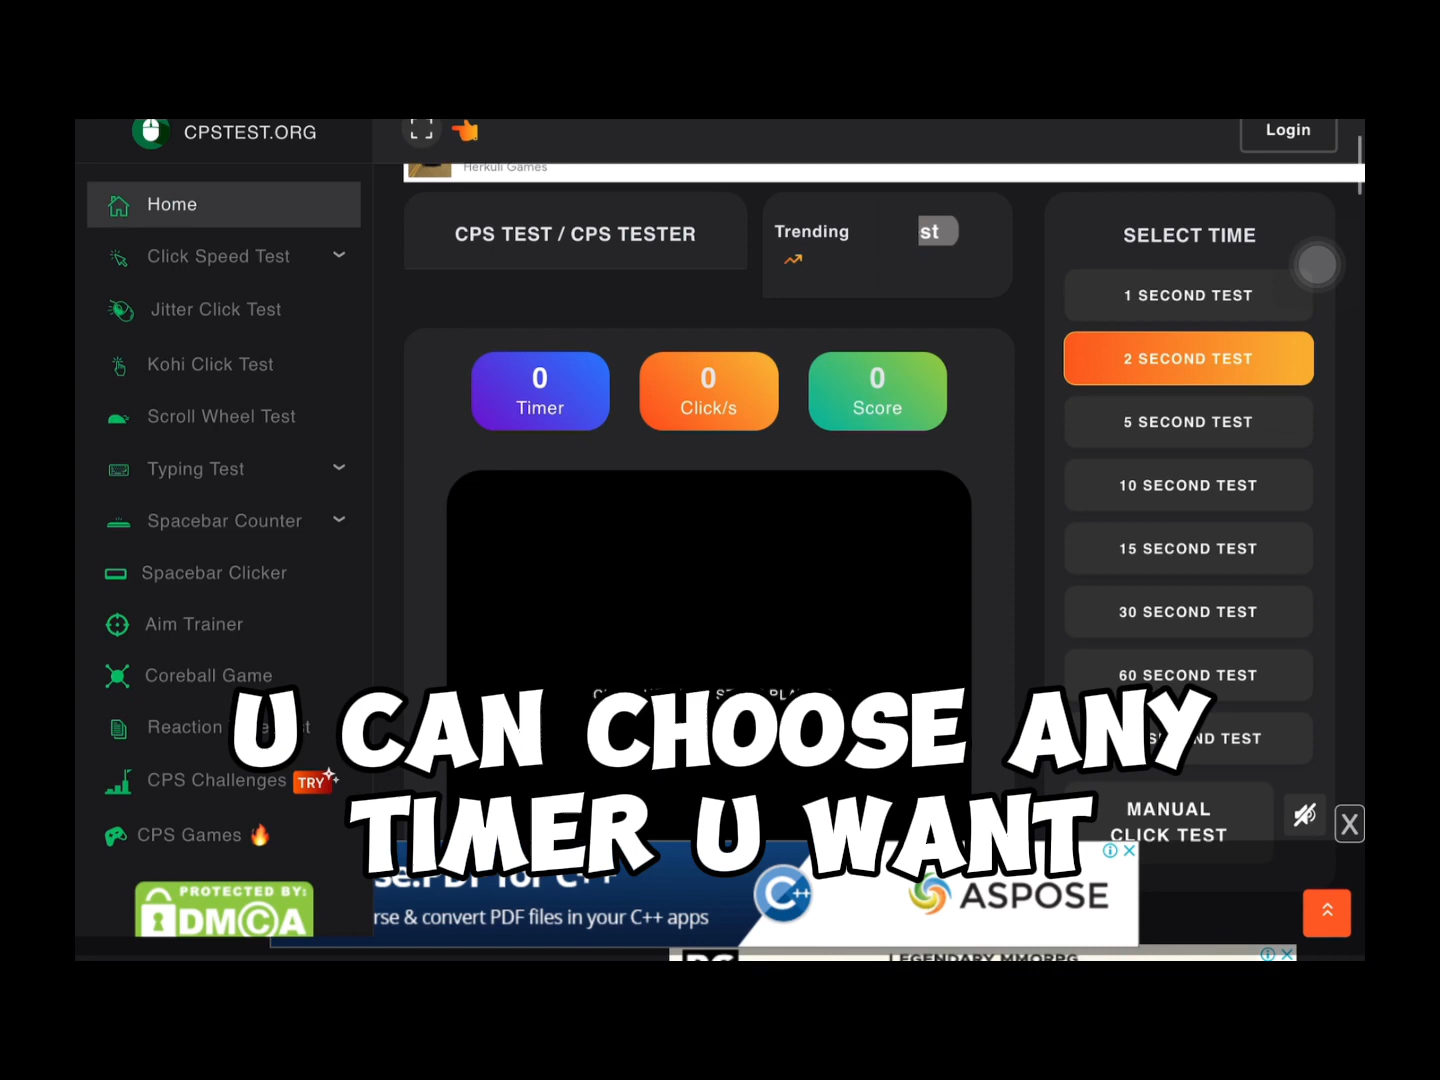 CPSTEST.ORG
Login
Herkuli Games
Home
Click Speed Test
Jitter Click Test
Kohi Click Test
Scroll Wheel Test
Typing Test
Spacebar Counter
Spacebar Clicker
Aim Trainer
Coreball Game
Reaction
CPS Challenges TRY
CPS Games
PROTECTED BY:
DMCA
CPS TEST / CPS TESTER
Trending
st
0
Timer
0
Click/s
0
Score
SELECT TIME
1 SECOND TEST
2 SECOND TEST
5 SECOND TEST
10 SECOND TEST
15 SECOND TEST
30 SECOND TEST
60 SECOND TEST
TEST
MANUAL
CLICK TEST
X
U CAN CHOOSE ANY
TIMER U WANT
se.PDF for C++
rse & convert PDF files in your C++ apps
C++
ASPOSE
LEGENDARY MMORPG